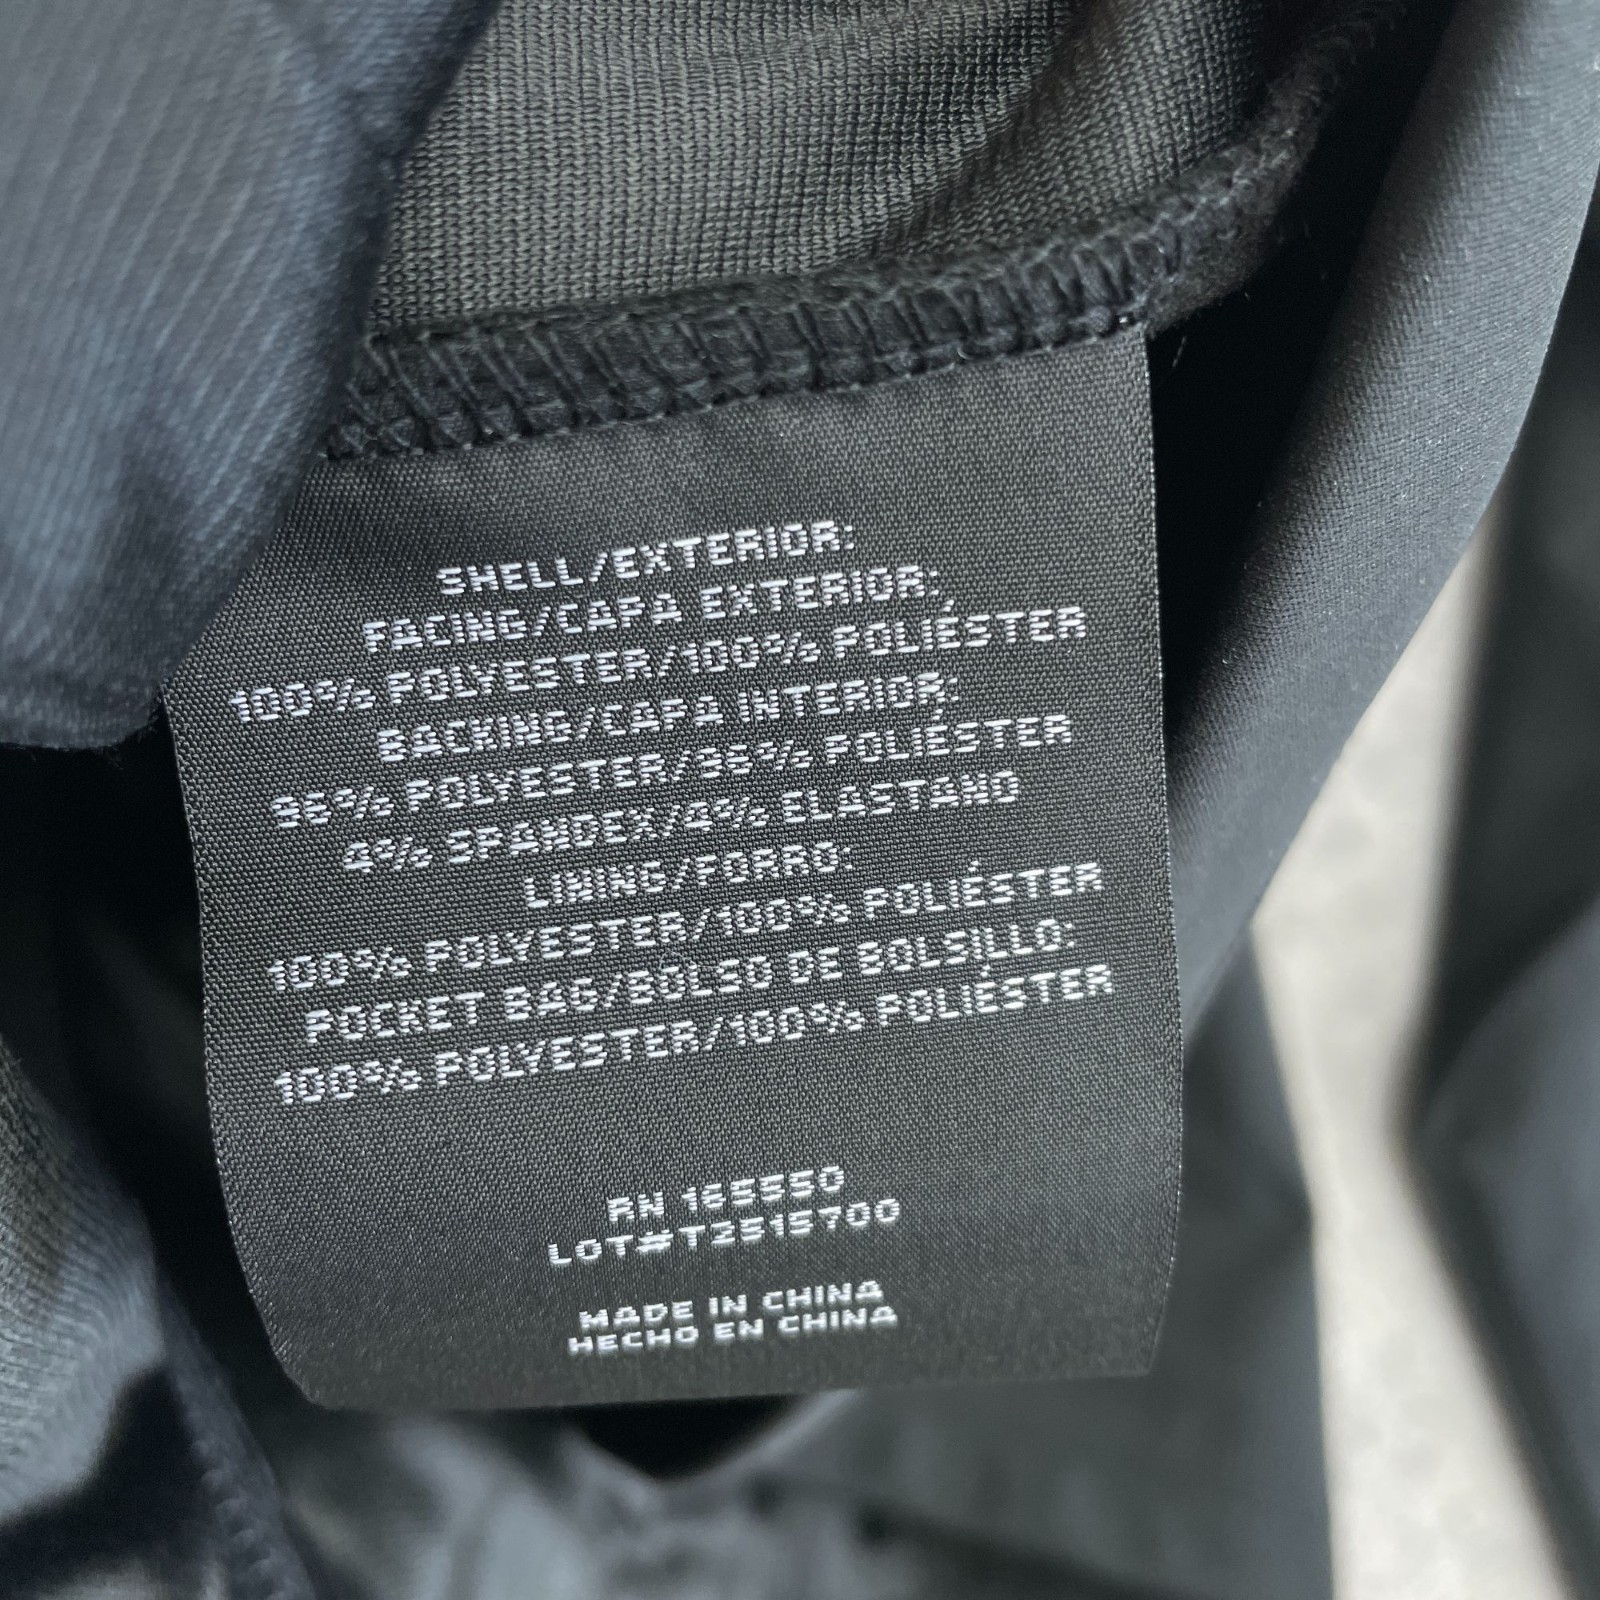 SHELL/EXTERIOR:
FACING/CAPA EXTERIOR:
100% POLYESTER/100% POLIÉSTER
BACKING/CAPA INTERIOR:
96% POLYESTER/96% POLIÉSTER
4% SPANDEX/4% ELASTANO
LINING/FORRO:
100% POLYESTER/100% POLIÉSTER
POCKET BAG/BOLSO DE BOLSILLO:
100% POLYESTER/100% POLIÉSTER
RN 165550
LOT#T2515700
MADE IN CHINA
HECHO EN CHINA